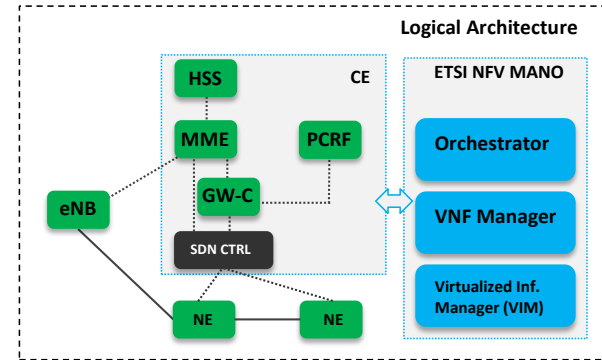 Logical Architecture
HSS
CE
ETSI NFV MANO
MME
PCRF
Orchestrator
GW-C
eNB
VNF Manager
SDN CTRL
Virtualized Inf.
Manager (VIM)
NE
NE